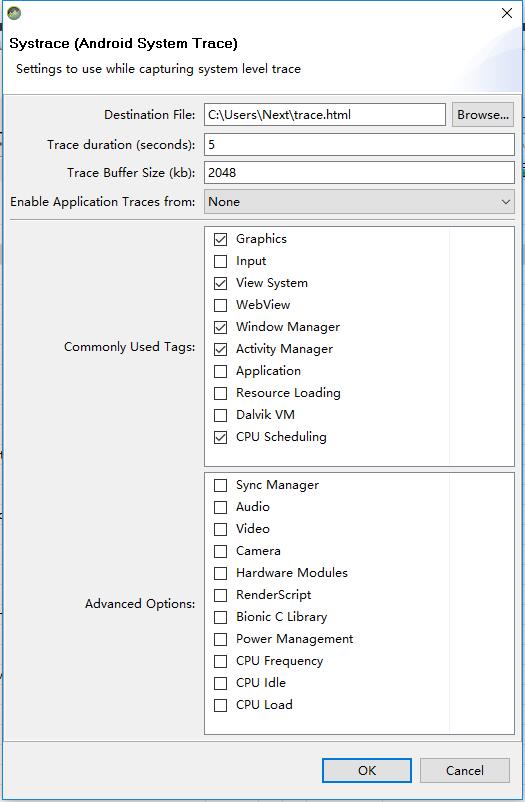 Systrace (Android System Trace)
Settings to use while capturing system level trace
Destination File: C:\Users\Next\trace.html Browse...
Trace duration (seconds): 5
Trace Buffer Size (kb): 2048
Enable Application Traces from: None
Commonly Used Tags:
Graphics
Input
View System
WebView
Window Manager
Activity Manager
Application
Resource Loading
Dalvik VM
CPU Scheduling
Advanced Options:
Sync Manager
Audio
Video
Camera
Hardware Modules
RenderScript
Bionic C Library
Power Management
CPU Frequency
CPU Idle
CPU Load
OK Cancel